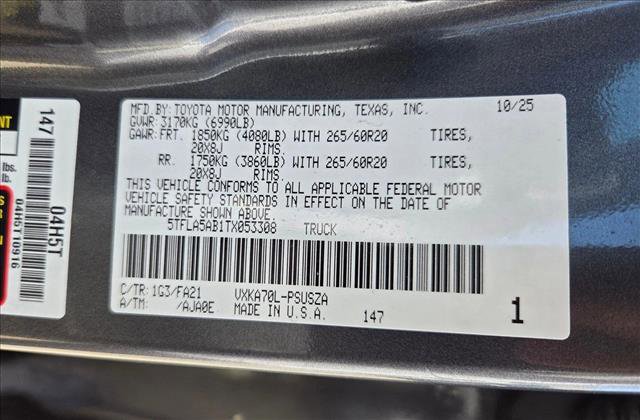 MFD.BY: TOYOTA MOTOR MANUFACTURING, TEXAS, INC. 10/25
GVWR: 3170KG (6990LB)
GAWR: FRT. 1850KG (4080LB) WITH 265/60R20 TIRES,
20X8J RIMS.
RR. 1750KG (3860LB) WITH 265/60R20 TIRES,
20X8J RIMS.
THIS VEHICLE CONFORMS TO ALL APPLICABLE FEDERAL MOTOR
VEHICLE SAFETY STANDARDS IN EFFECT ON THE DATE OF
MANUFACTURE SHOWN ABOVE.
5TFLA5AB1TX053308 TRUCK
C/TR: 1G3/FA21 VXKA70L-PSUSZA
A/TM: /AJA0E MADE IN U.S.A. 147 1
147
04H5T
04H5T10916
lbs.
lb.